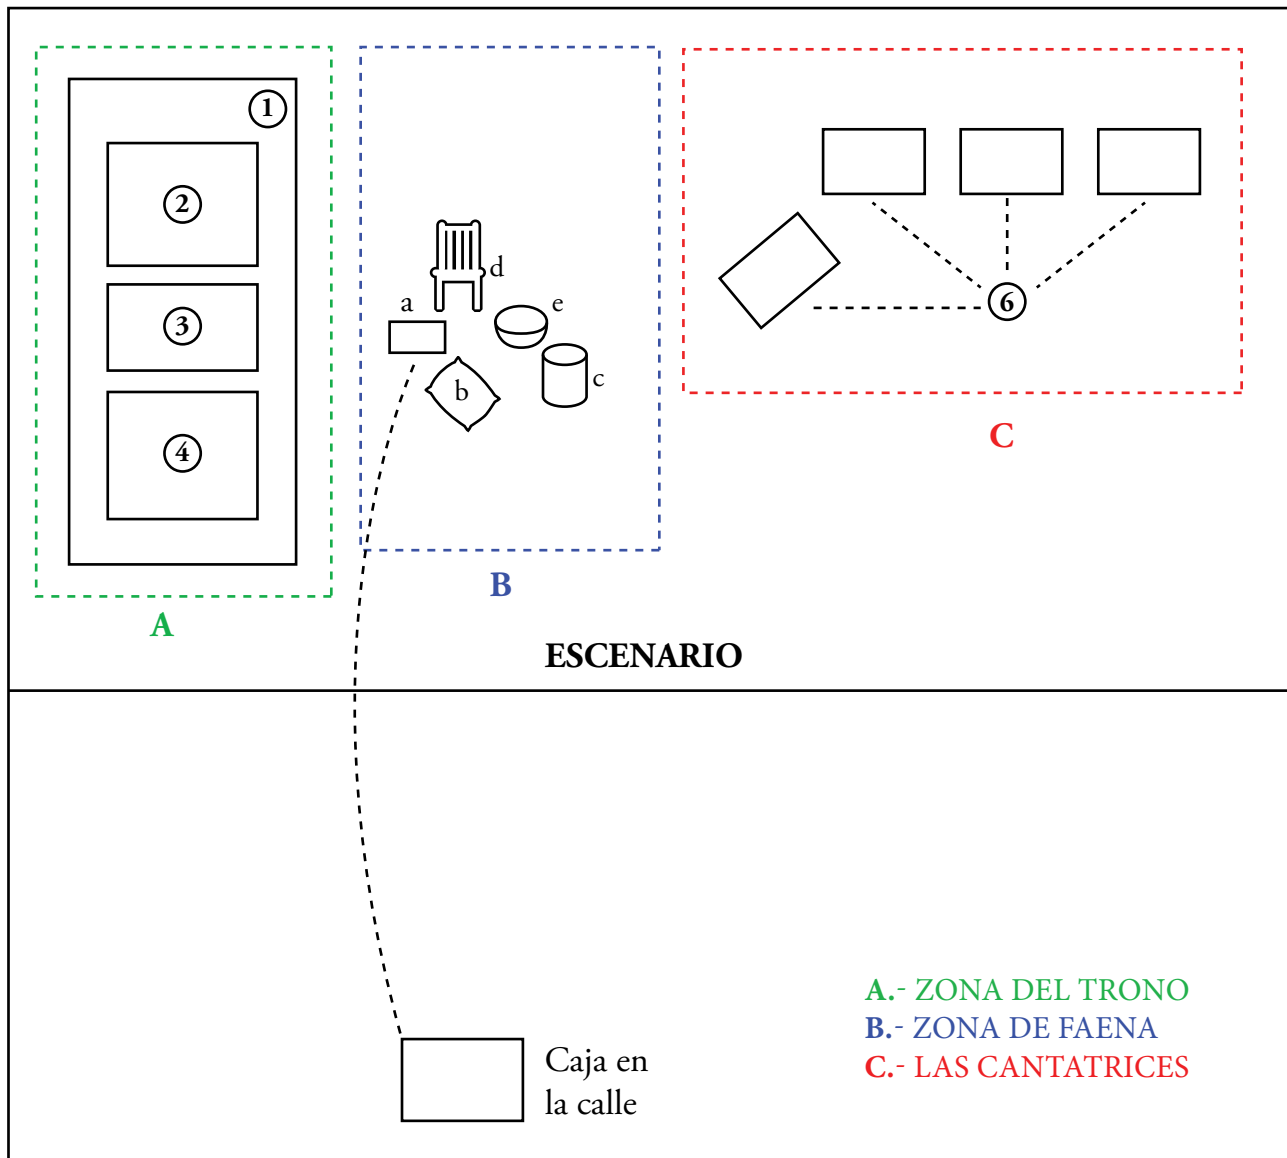 1
2
3
4
d
a
e
c
b
6
A
B
C
ESCENARIO
Caja en
la calle
A.- ZONA DEL TRONO
B.- ZONA DE FAENA
C.- LAS CANTATRICES